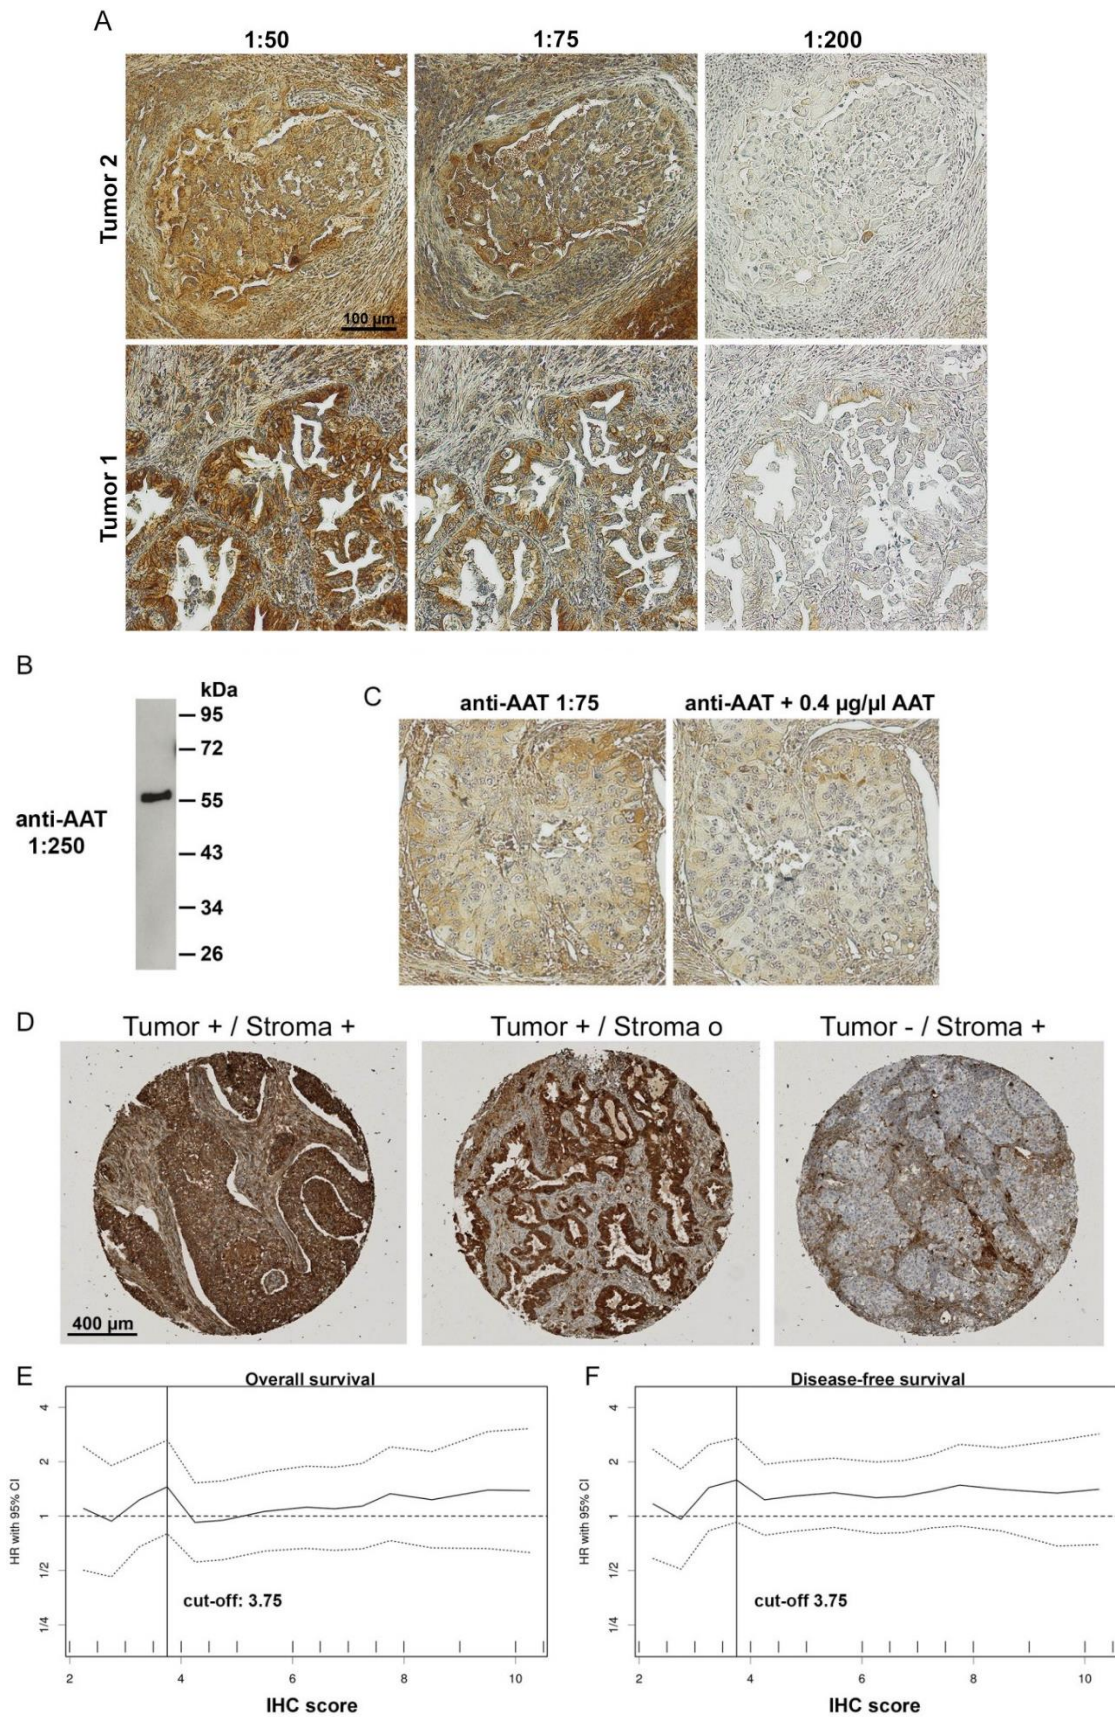 A
1:50 1:75 1:200
Tumor 2
100 µm
Tumor 1
B
kDa
95
72
55
43
34
26
anti-AAT
1:250
C
anti-AAT 1:75
anti-AAT + 0.4 µg/µl AAT
D
Tumor + / Stroma +
Tumor + / Stroma o
Tumor - / Stroma +
400 µm
E
Overall survival
HR with 95% CI
4
2
1
1/2
1/4
cut-off: 3.75
2 4 6 8 10
IHC score
F
Disease-free survival
HR with 95% CI
4
2
1
1/2
1/4
cut-off 3.75
2 4 6 8 10
IHC score